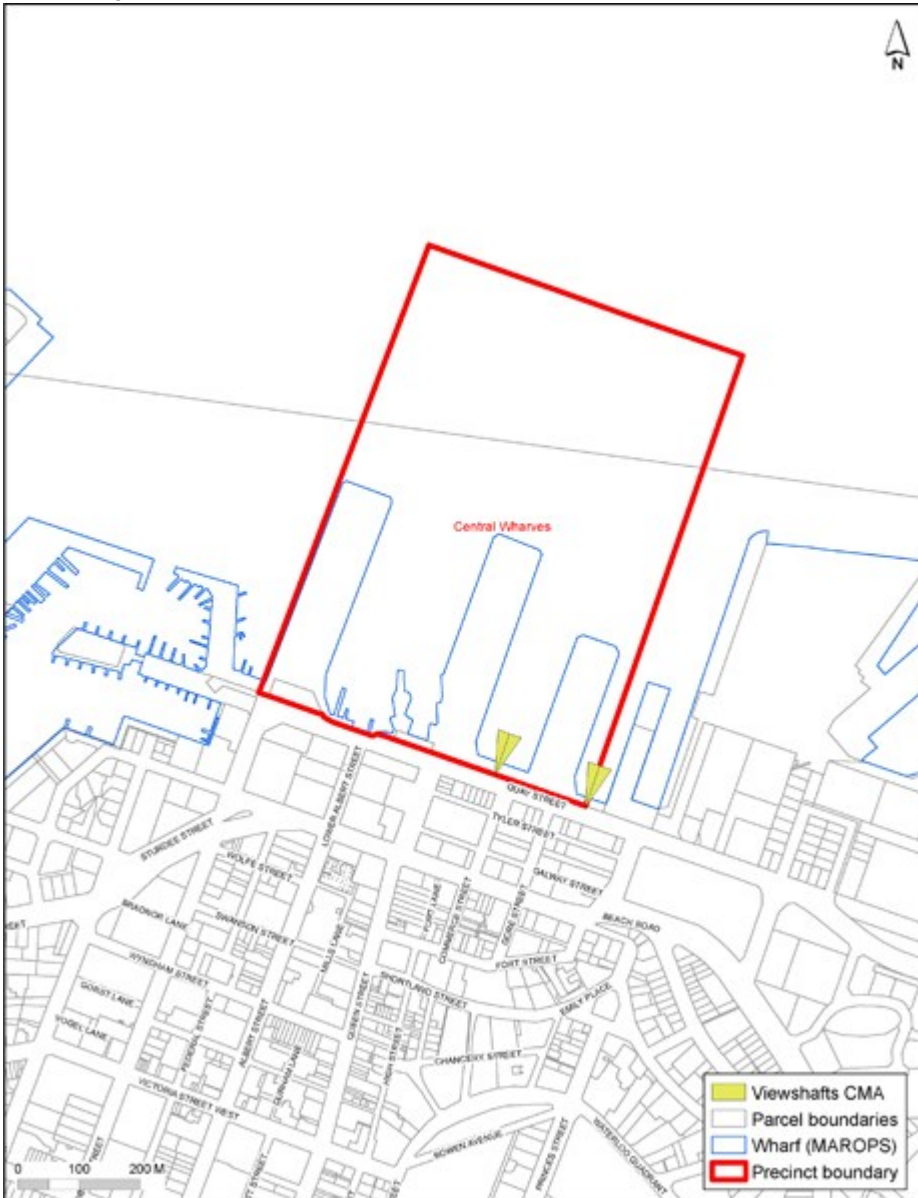 N
Central Wharves
QUAY STREET
TYLER STREET
LOWER ALBERT STREET
STURDEE STREET
WOLFE STREET
GALWAY STREET
GORE STREET
COMMERCE STREET
FORT LANE
BEACH ROAD
BRADNOR LANE
SWANSON STREET
MILLS LANE
FORT STREET
WYNDHAM STREET
SHORTLAND STREET
EMILY PLACE
GORST LANE
FEDERAL STREET
ALBERT STREET
QUEEN STREET
HIGH STREET
VOGEL LANE
DURHAM LANE
CHANCERY STREET
VICTORIA STREET WEST
BOWEN AVENUE
PRINCES STREET
WATERLOO QUADRANT
Viewshafts CMA
Parcel boundaries
Wharf (MAROPS)
Precinct boundary
0 100 200 M